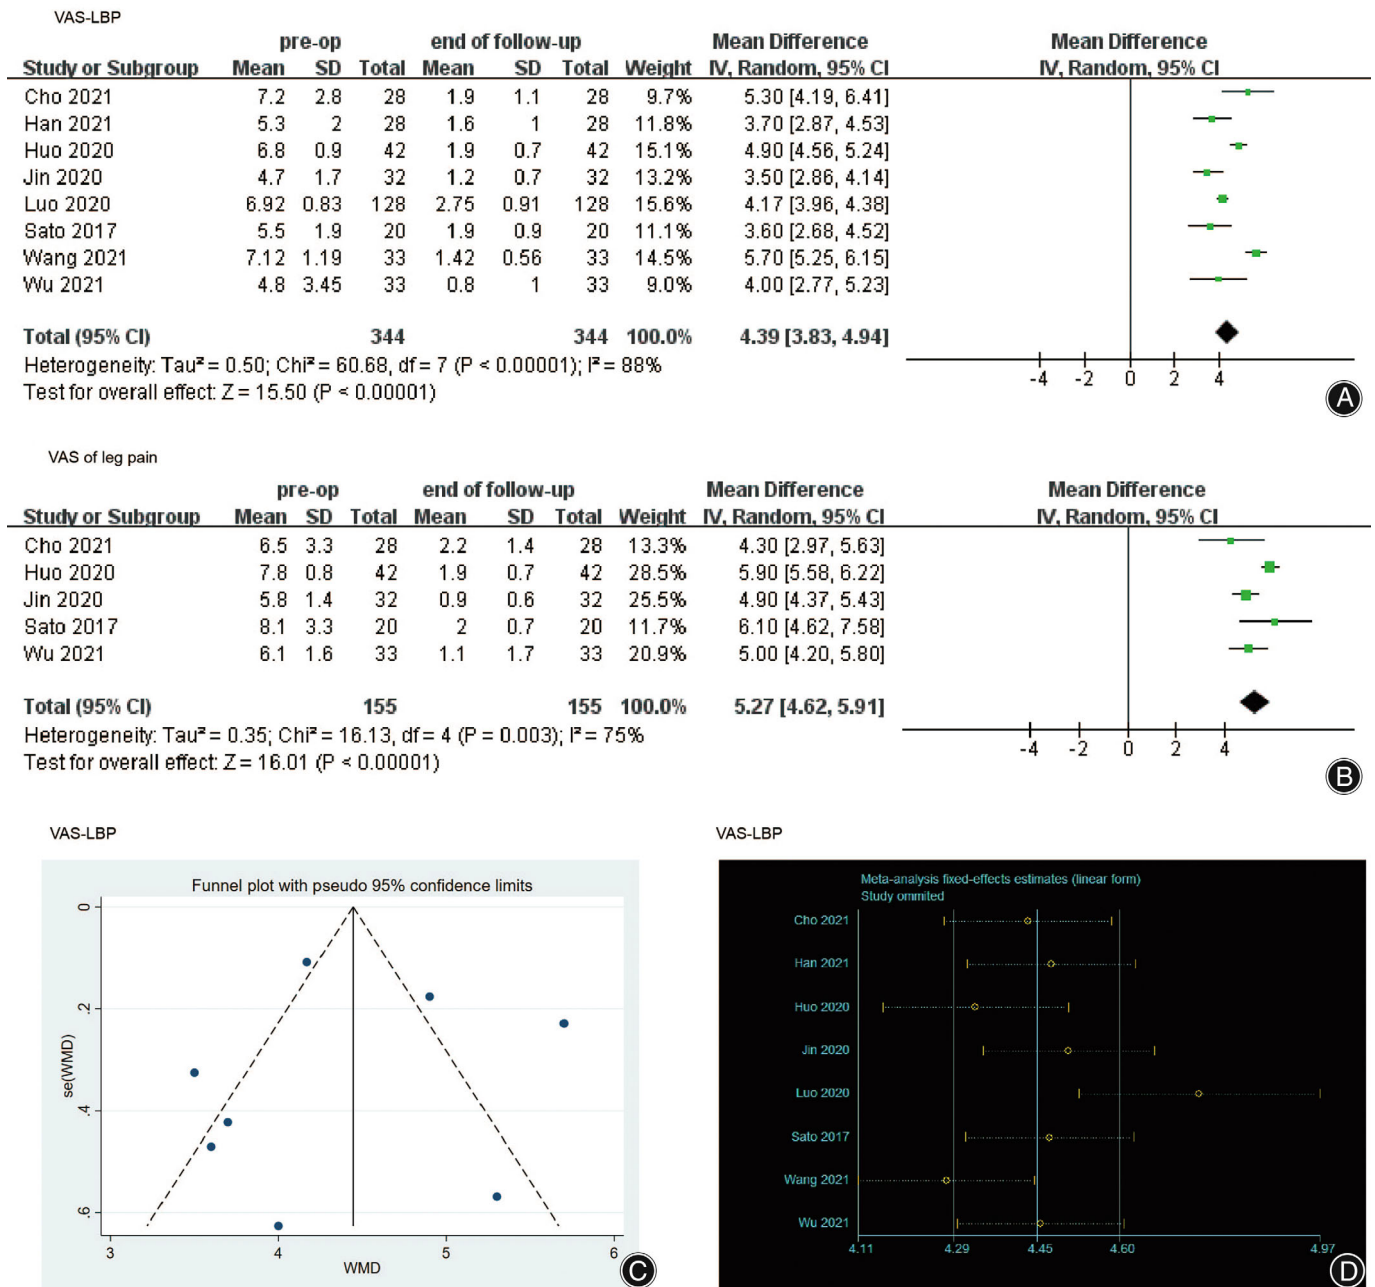 VAS-LBP
pre-op end of follow-up Mean Difference Mean Difference
Study or Subgroup Mean SD Total Mean SD Total Weight IV, Random, 95% CI IV, Random, 95% CI
Cho 2021 7.2 2.8 28 1.9 1.1 28 9.7% 5.30 [4.19, 6.41]
Han 2021 5.3 2 28 1.6 1 28 11.8% 3.70 [2.87, 4.53]
Huo 2020 6.8 0.9 42 1.9 0.7 42 15.1% 4.90 [4.56, 5.24]
Jin 2020 4.7 1.7 32 1.2 0.7 32 13.2% 3.50 [2.86, 4.14]
Luo 2020 6.92 0.83 128 2.75 0.91 128 15.6% 4.17 [3.96, 4.38]
Sato 2017 5.5 1.9 20 1.9 0.9 20 11.1% 3.60 [2.68, 4.52]
Wang 2021 7.12 1.19 33 1.42 0.56 33 14.5% 5.70 [5.25, 6.15]
Wu 2021 4.8 3.45 33 0.8 1 33 9.0% 4.00 [2.77, 5.23]
Total (95% CI) 344 344 100.0% 4.39 [3.83, 4.94]
Heterogeneity: Tau² = 0.50; Chi² = 60.68, df = 7 (P < 0.00001); I² = 88%
Test for overall effect: Z = 15.50 (P < 0.00001)
-4 -2 0 2 4
A
VAS of leg pain
pre-op end of follow-up Mean Difference Mean Difference
Study or Subgroup Mean SD Total Mean SD Total Weight IV, Random, 95% CI IV, Random, 95% CI
Cho 2021 6.5 3.3 28 2.2 1.4 28 13.3% 4.30 [2.97, 5.63]
Huo 2020 7.8 0.8 42 1.9 0.7 42 28.5% 5.90 [5.58, 6.22]
Jin 2020 5.8 1.4 32 0.9 0.6 32 25.5% 4.90 [4.37, 5.43]
Sato 2017 8.1 3.3 20 2 0.7 20 11.7% 6.10 [4.62, 7.58]
Wu 2021 6.1 1.6 33 1.1 1.7 33 20.9% 5.00 [4.20, 5.80]
Total (95% CI) 155 155 100.0% 5.27 [4.62, 5.91]
Heterogeneity: Tau² = 0.35; Chi² = 16.13, df = 4 (P = 0.003); I² = 75%
Test for overall effect: Z = 16.01 (P < 0.00001)
-4 -2 0 2 4
B
VAS-LBP
Funnel plot with pseudo 95% confidence limits
se(WMD)
0
.2
.4
.6
3 4 5 6
WMD
C
VAS-LBP
Meta-analysis fixed-effects estimates (linear form)
Study ommited
Cho 2021
Han 2021
Huo 2020
Jin 2020
Luo 2020
Sato 2017
Wang 2021
Wu 2021
4.11 4.29 4.45 4.60 4.97
D